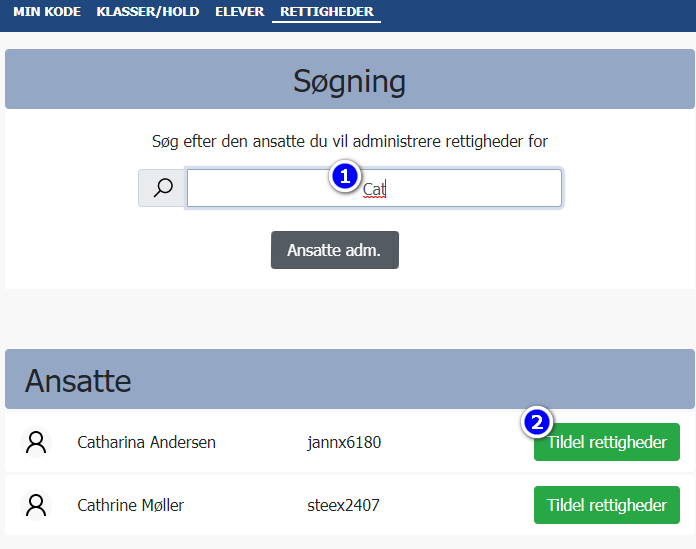 MIN KODE KLASSER/HOLD ELEVER RETTIGHEDER
Søgning
Søg efter den ansatte du vil administrere rettigheder for
1
Cat
Ansatte adm.
Ansatte
2
Catharina Andersen jannx6180 Tildel rettigheder
Cathrine Møller steex2407 Tildel rettigheder